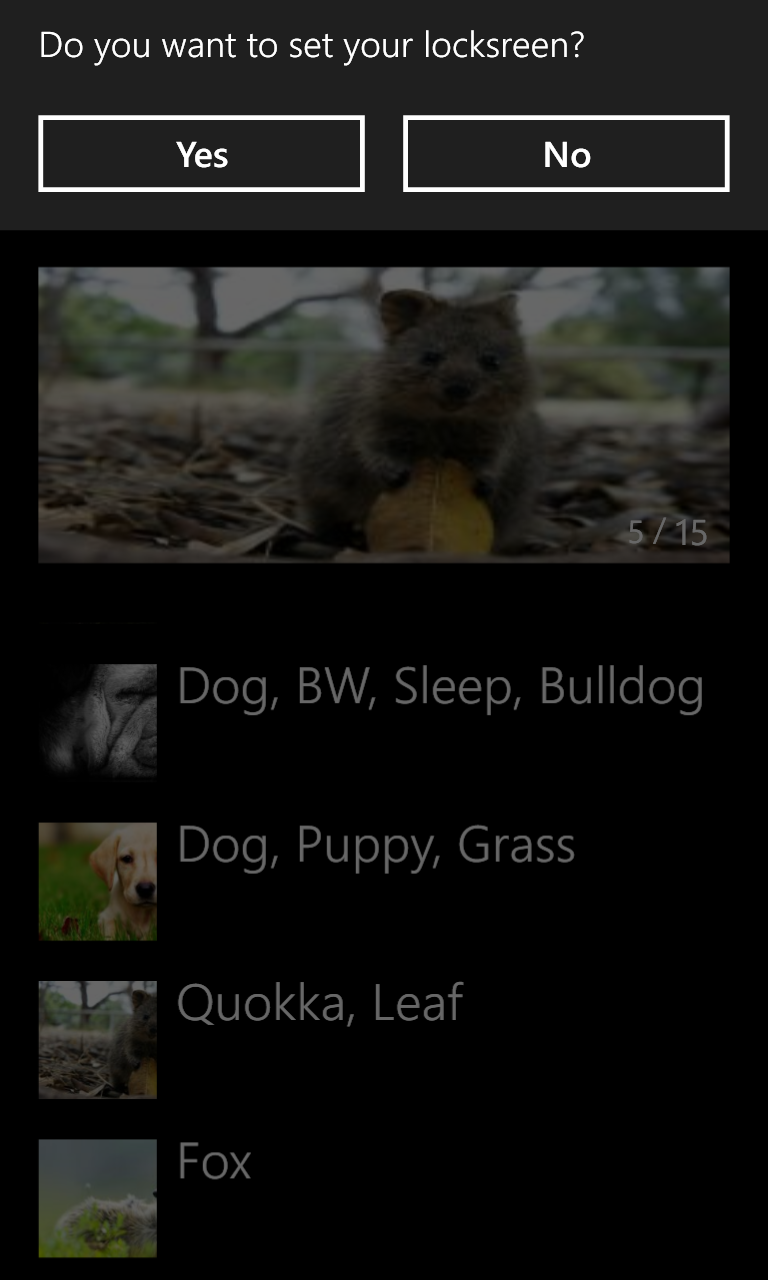 Do you want to set your locksreen?
Yes
No
5 / 15
Dog, BW, Sleep, Bulldog
Dog, Puppy, Grass
Quokka, Leaf
Fox